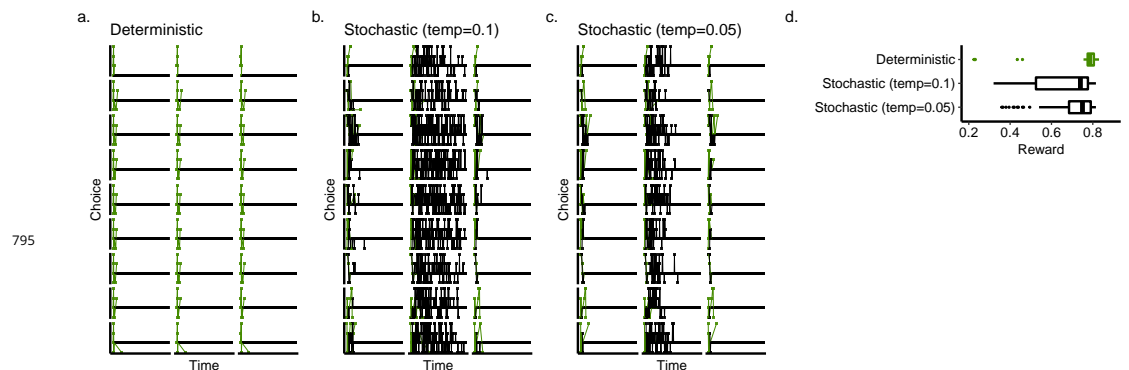 a.
Deterministic
Choice
Time
b.
Stochastic (temp=0.1)
Choice
Time
c.
Stochastic (temp=0.05)
Choice
Time
d.
Deterministic
Stochastic (temp=0.1)
Stochastic (temp=0.05)
0.2 0.4 0.6 0.8
Reward
795